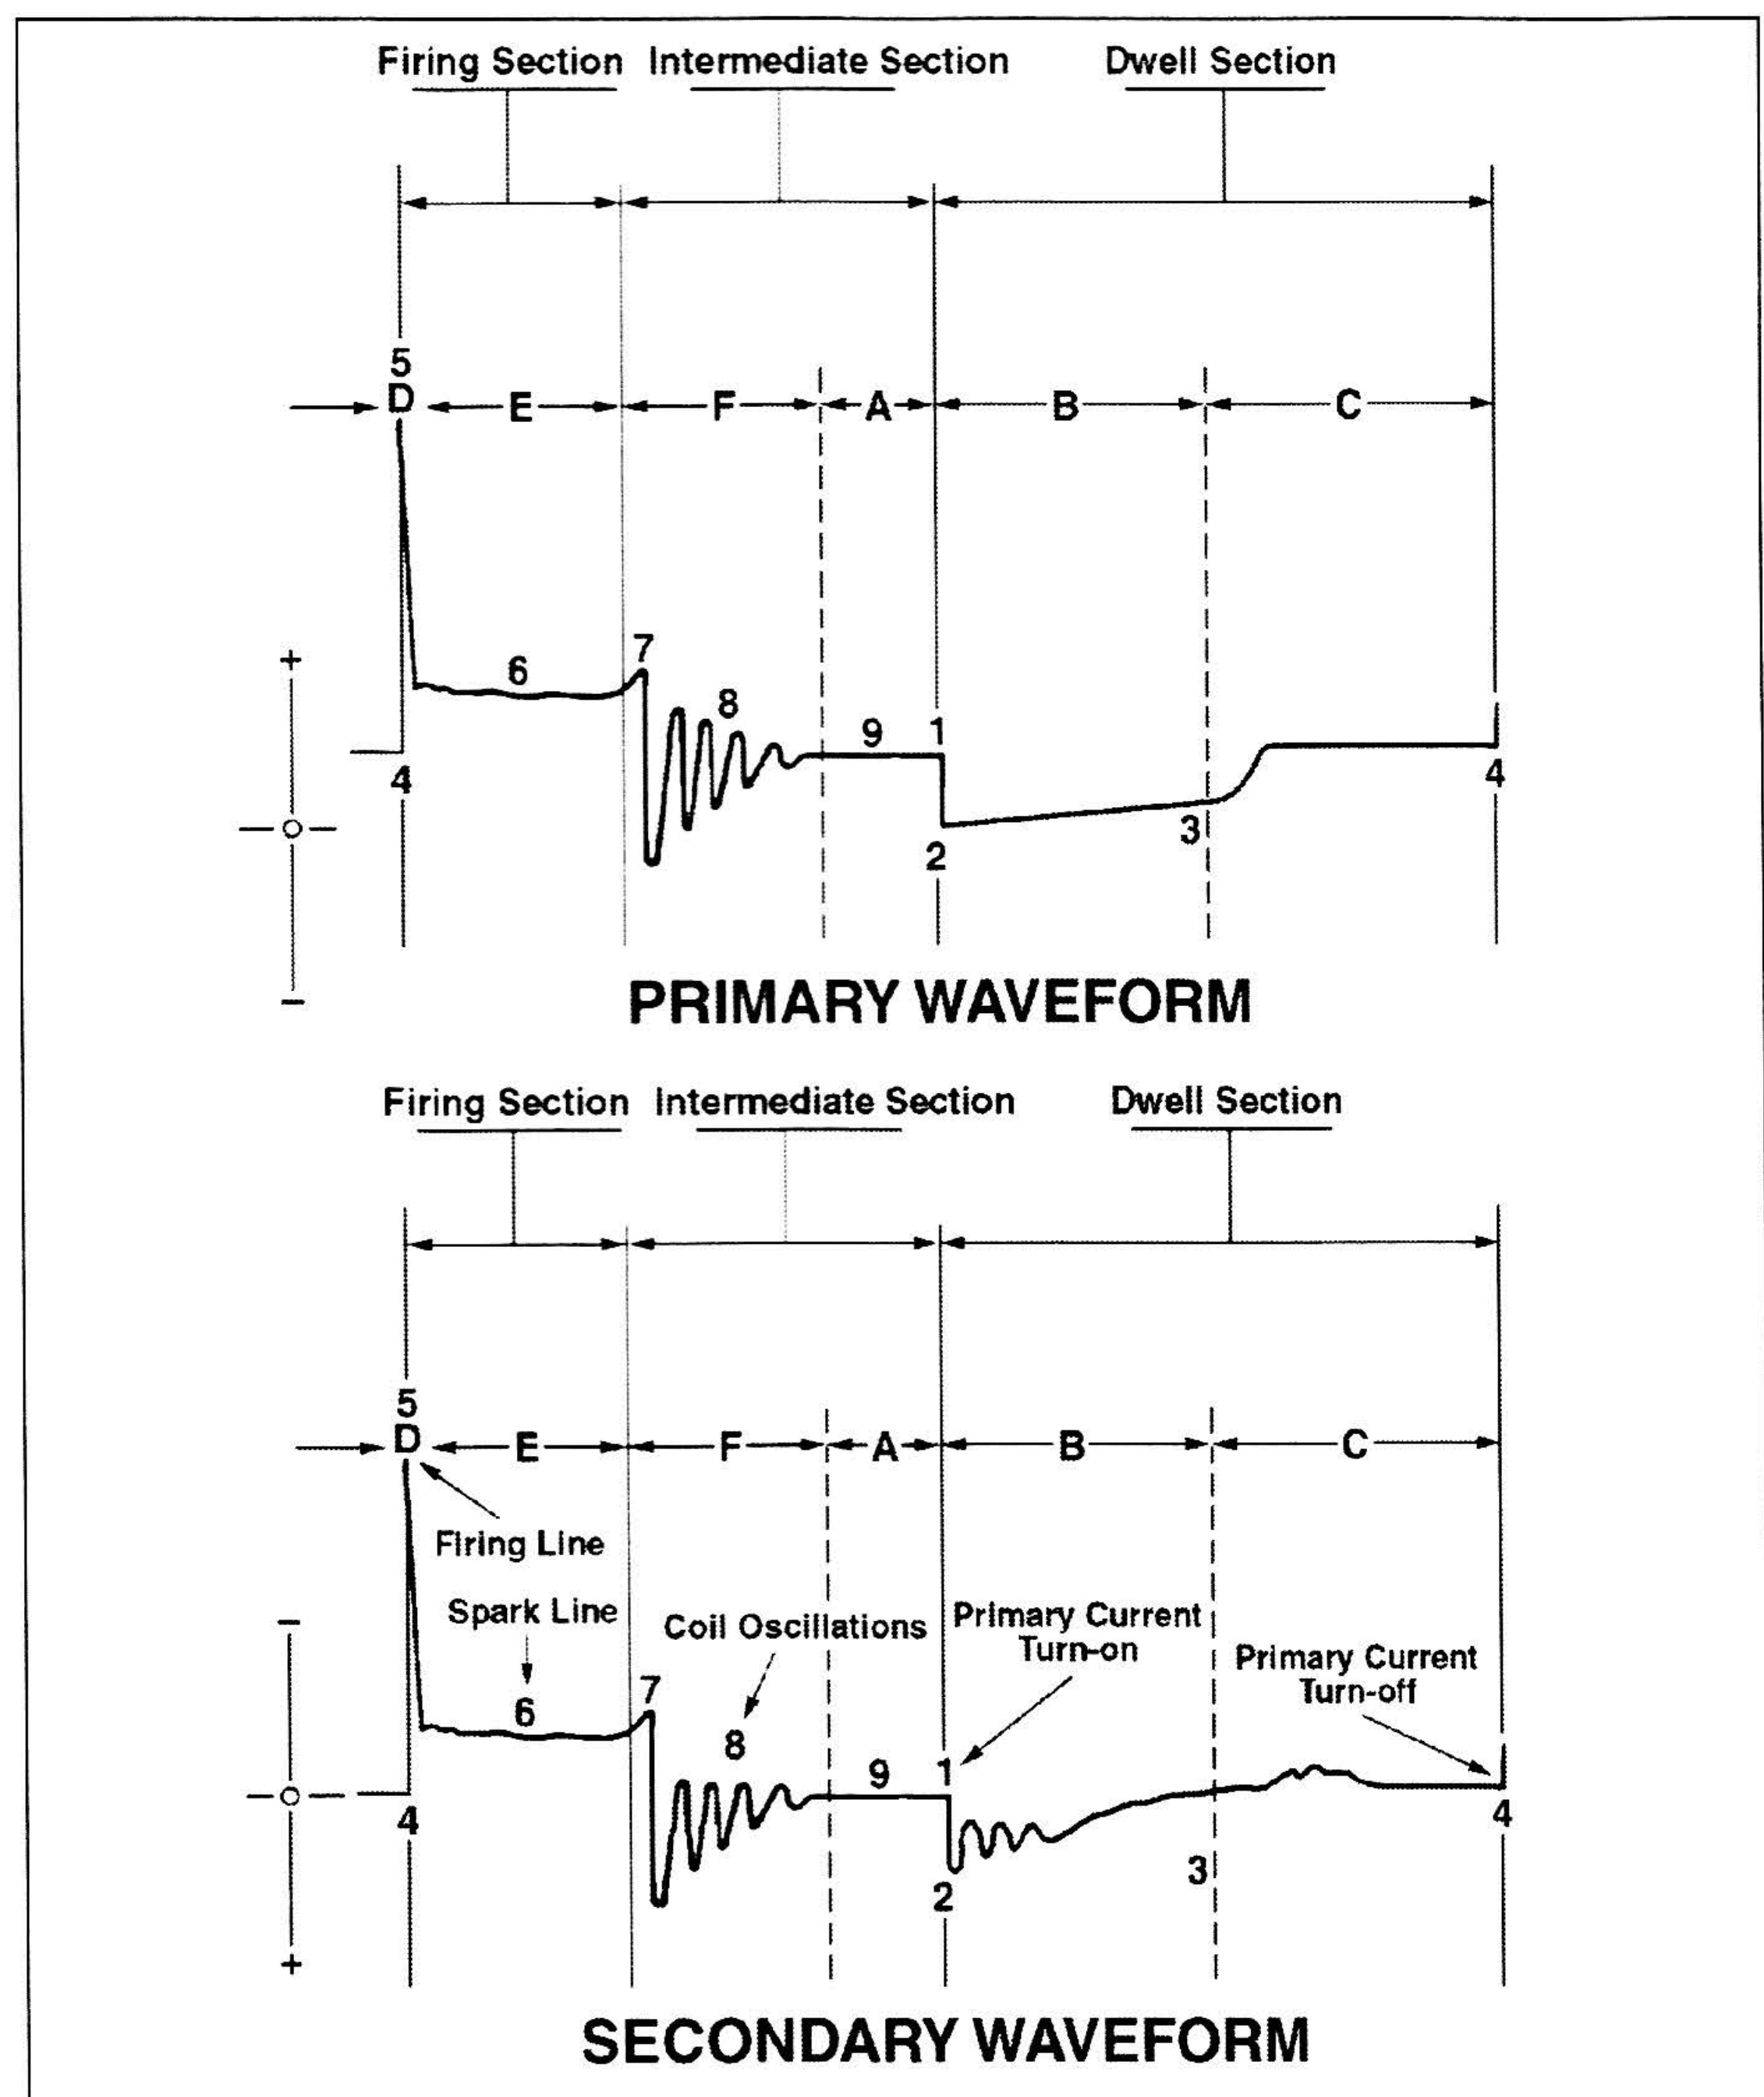 Firing Section Intermediate Section Dwell Section
5
D E F A B C
6
7
8
9
1
4
2
3
4
+
-o-
–
PRIMARY WAVEFORM
Firing Section Intermediate Section Dwell Section
5
D E F A B C
Firing Line
Spark Line
Coil Oscillations
Primary Current
Turn-on
Primary Current
Turn-off
6
7
8
9
1
4
2
3
4
–
-o-
+
SECONDARY WAVEFORM